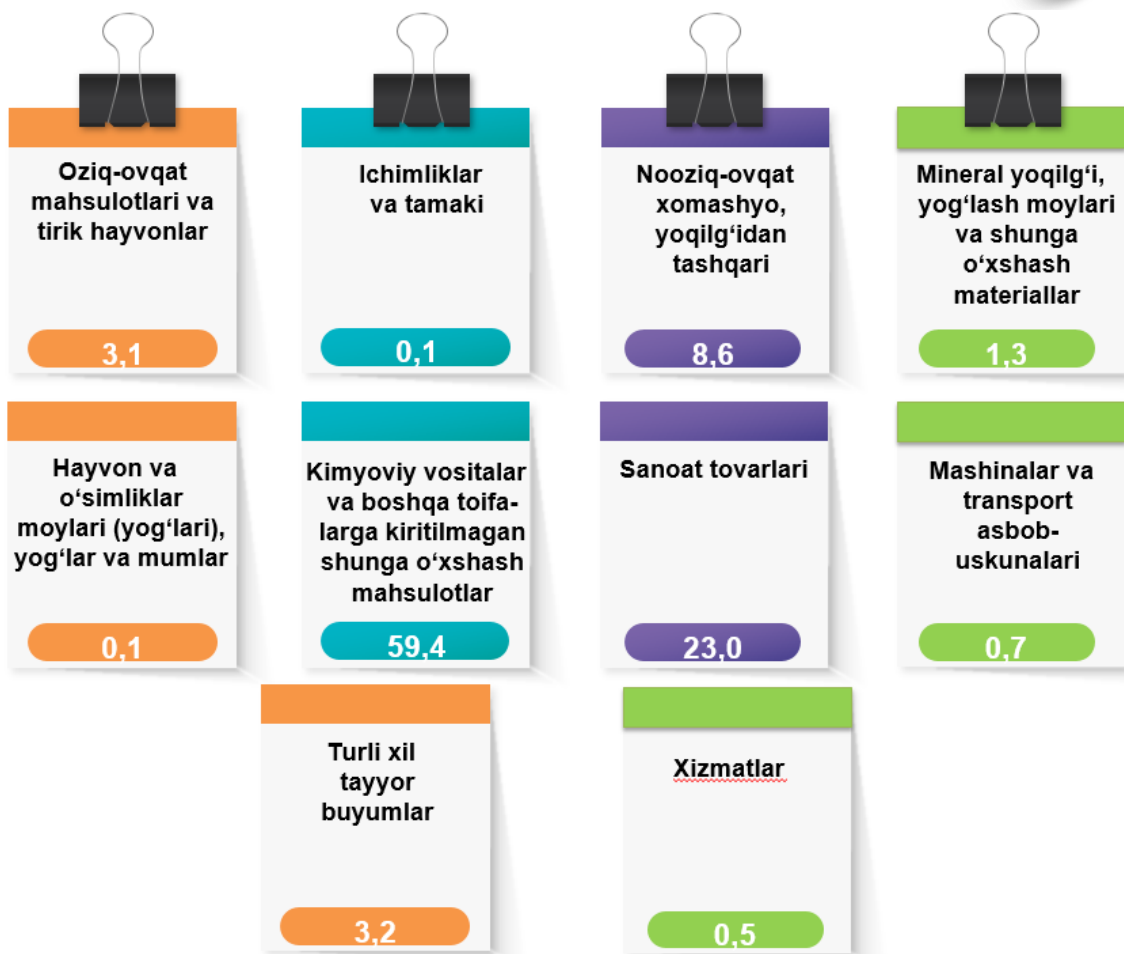 Oziq-ovqat
mahsulotlari va
tirik hayvonlar
3,1
Ichimliklar
va tamaki
0,1
Nooziq-ovqat
xomashyo,
yoqilg‘idan
tashqari
8,6
Mineral yoqilg‘i,
yog‘lash moylari
va shunga
o‘xshash
materiallar
1,3
Hayvon va
o‘simliklar
moylari (yog‘lari),
yog‘lar va mumlar
0,1
Kimyoviy vositalar
va boshqa toifa-
larga kiritilmagan
shunga o‘xshash
mahsulotlar
59,4
Sanoat tovarlari
23,0
Mashinalar va
transport
asbob-
uskunalari
0,7
Turli xil
tayyor
buyumlar
3,2
Xizmatlar
0,5